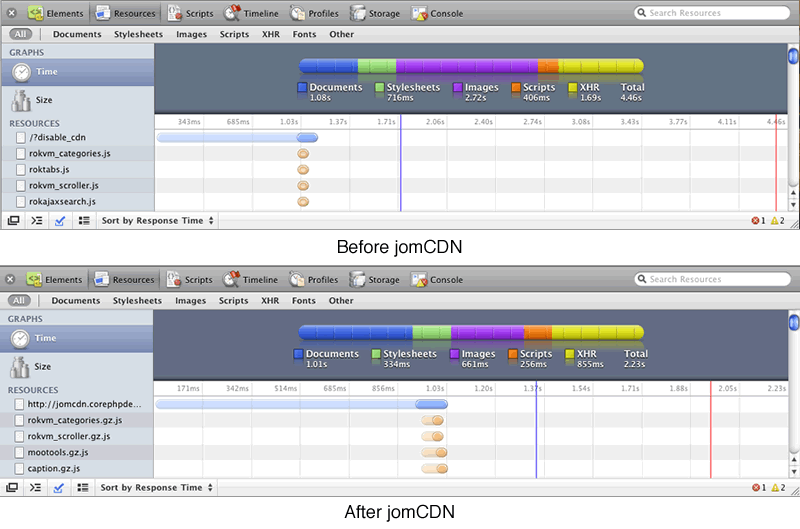 Elements Resources Scripts Timeline Profiles Storage Console Search Resources
All Documents Stylesheets Images Scripts XHR Fonts Other
GRAPHS
Time
Size
Documents Stylesheets Images Scripts XHR Total
1.08s 716ms 2.72s 406ms 1.69s 4.46s
RESOURCES 343ms 685ms 1.03s 1.37s 1.71s 2.06s 2.40s 2.74s 3.08s 3.43s 3.77s 4.11s 4.46s
/?disable_cdn
rokvm_categories.js
roktabs.js
rokvm_scroller.js
rokajaxsearch.js
Sort by Response Time 1 2
Before jomCDN
Elements Resources Scripts Timeline Profiles Storage Console Search Resources
All Documents Stylesheets Images Scripts XHR Fonts Other
GRAPHS
Time
Size
Documents Stylesheets Images Scripts XHR Total
1.01s 334ms 661ms 256ms 855ms 2.23s
RESOURCES 171ms 342ms 514ms 685ms 856ms 1.03s 1.20s 1.37s 1.54s 1.71s 1.88s 2.05s 2.23s
http://jomcdn.corephpde...
rokvm_categories.gz.js
rokvm_scroller.gz.js
mootools.gz.js
caption.gz.js
Sort by Response Time 1 2
After jomCDN